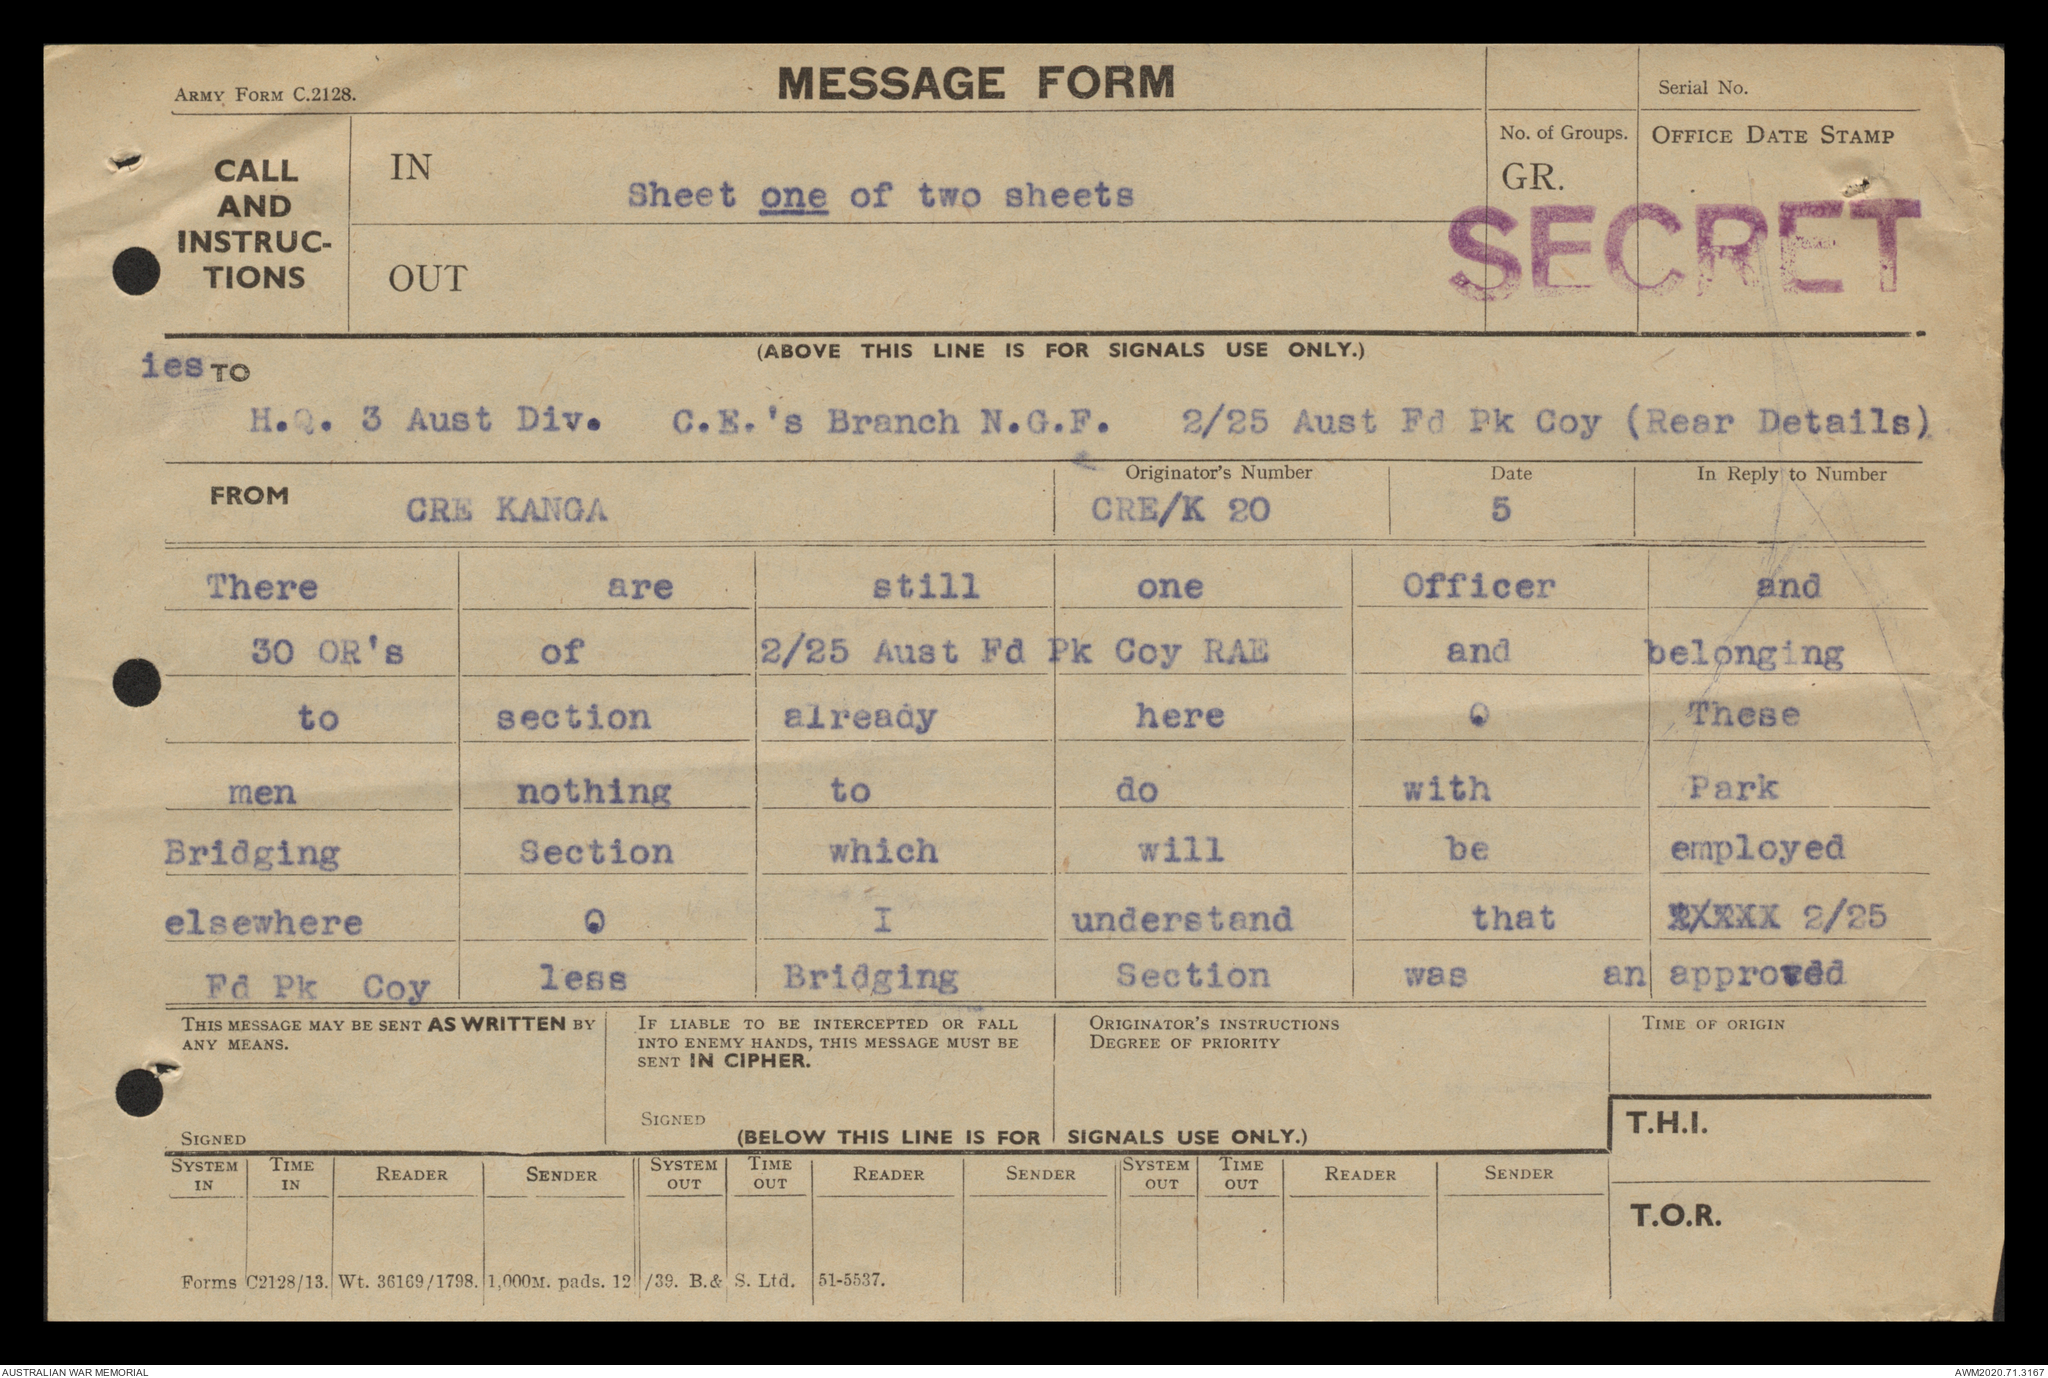 ARMY FORM C.2128.
MESSAGE FORM
Serial No.
CALL
AND
INSTRUC-
TIONS
IN
Sheet one of two sheets
OUT
No. of Groups.
GR.
OFFICE DATE STAMP
SECRET
(ABOVE THIS LINE IS FOR SIGNALS USE ONLY.)
ies TO
H.Q. 3 Aust Div. C.E.'s Branch N.G.F. 2/25 Aust Fd Pk Coy (Rear Details)
FROM CRE KANGA
Originator's Number
CRE/K 20
Date
5
In Reply to Number
There are still one Officer and
30 OR's of 2/25 Aust Fd Pk Coy RAE and belonging
to section already here O These
men nothing to do with Park
Bridging Section which will be employed
elsewhere O I understand that 2/25
Fd Pk Coy less Bridging Section was an approved
THIS MESSAGE MAY BE SENT AS WRITTEN BY
ANY MEANS.
SIGNED
IF LIABLE TO BE INTERCEPTED OR FALL
INTO ENEMY HANDS, THIS MESSAGE MUST BE
SENT IN CIPHER.
SIGNED
ORIGINATOR'S INSTRUCTIONS
DEGREE OF PRIORITY
TIME OF ORIGIN
(BELOW THIS LINE IS FOR SIGNALS USE ONLY.)
T.H.I.
SYSTEM IN TIME IN READER SENDER SYSTEM OUT TIME OUT READER SENDER SYSTEM OUT TIME OUT READER SENDER
T.O.R.
Forms C2128/13. Wt. 36169/1798. 1,000M. pads. 12/39. B.& S. Ltd. 51-5537.
AUSTRALIAN WAR MEMORIAL
AWM2020.71.3167